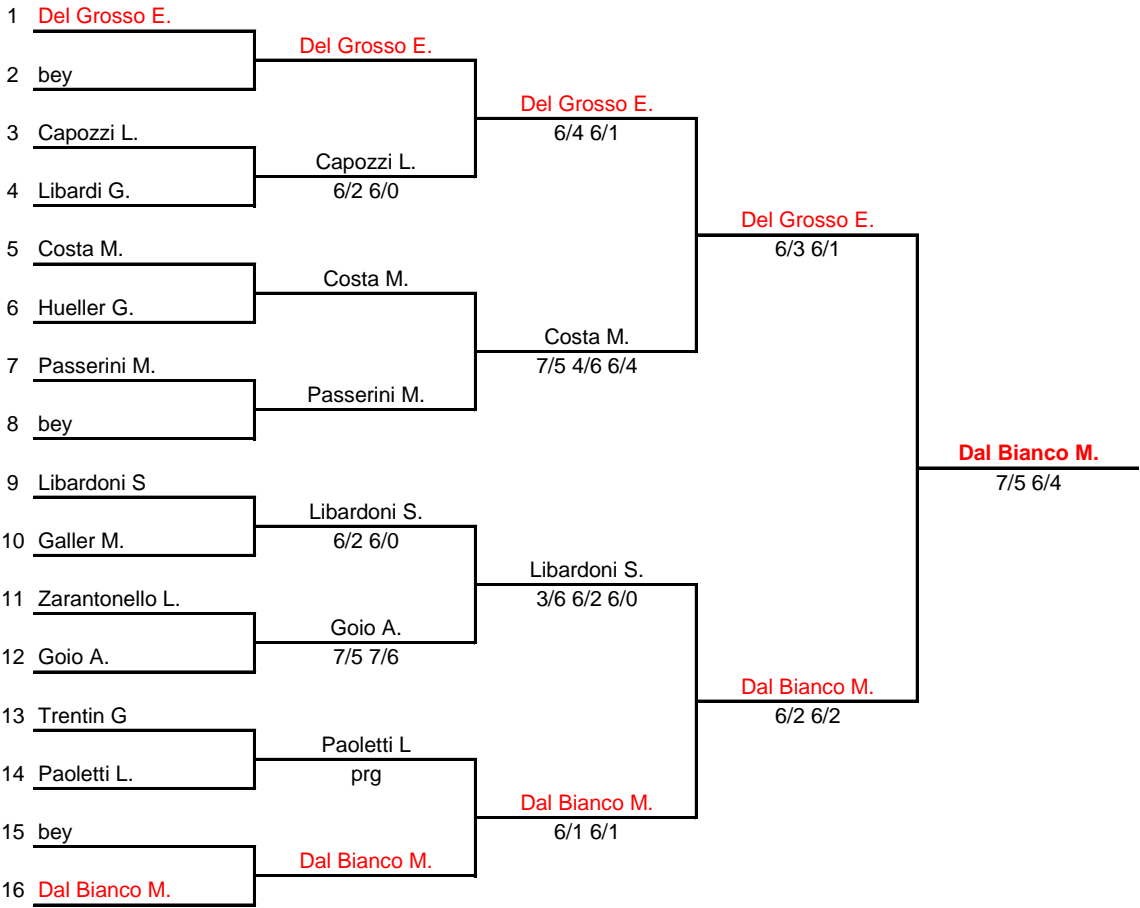 1 Del Grosso E.
Del Grosso E.
2 bey
Del Grosso E.
3 Capozzi L.
6/4 6/1
Capozzi L.
4 Libardi G.
6/2 6/0
Del Grosso E.
5 Costa M.
6/3 6/1
Costa M.
6 Hueller G.
Costa M.
7 Passerini M.
7/5 4/6 6/4
Passerini M.
8 bey
Dal Bianco M.
9 Libardoni S
7/5 6/4
Libardoni S.
10 Galler M.
6/2 6/0
Libardoni S.
11 Zarantonello L.
3/6 6/2 6/0
Goio A.
12 Goio A.
7/5 7/6
Dal Bianco M.
13 Trentin G
6/2 6/2
Paoletti L
14 Paoletti L.
prg
Dal Bianco M.
15 bey
6/1 6/1
Dal Bianco M.
16 Dal Bianco M.